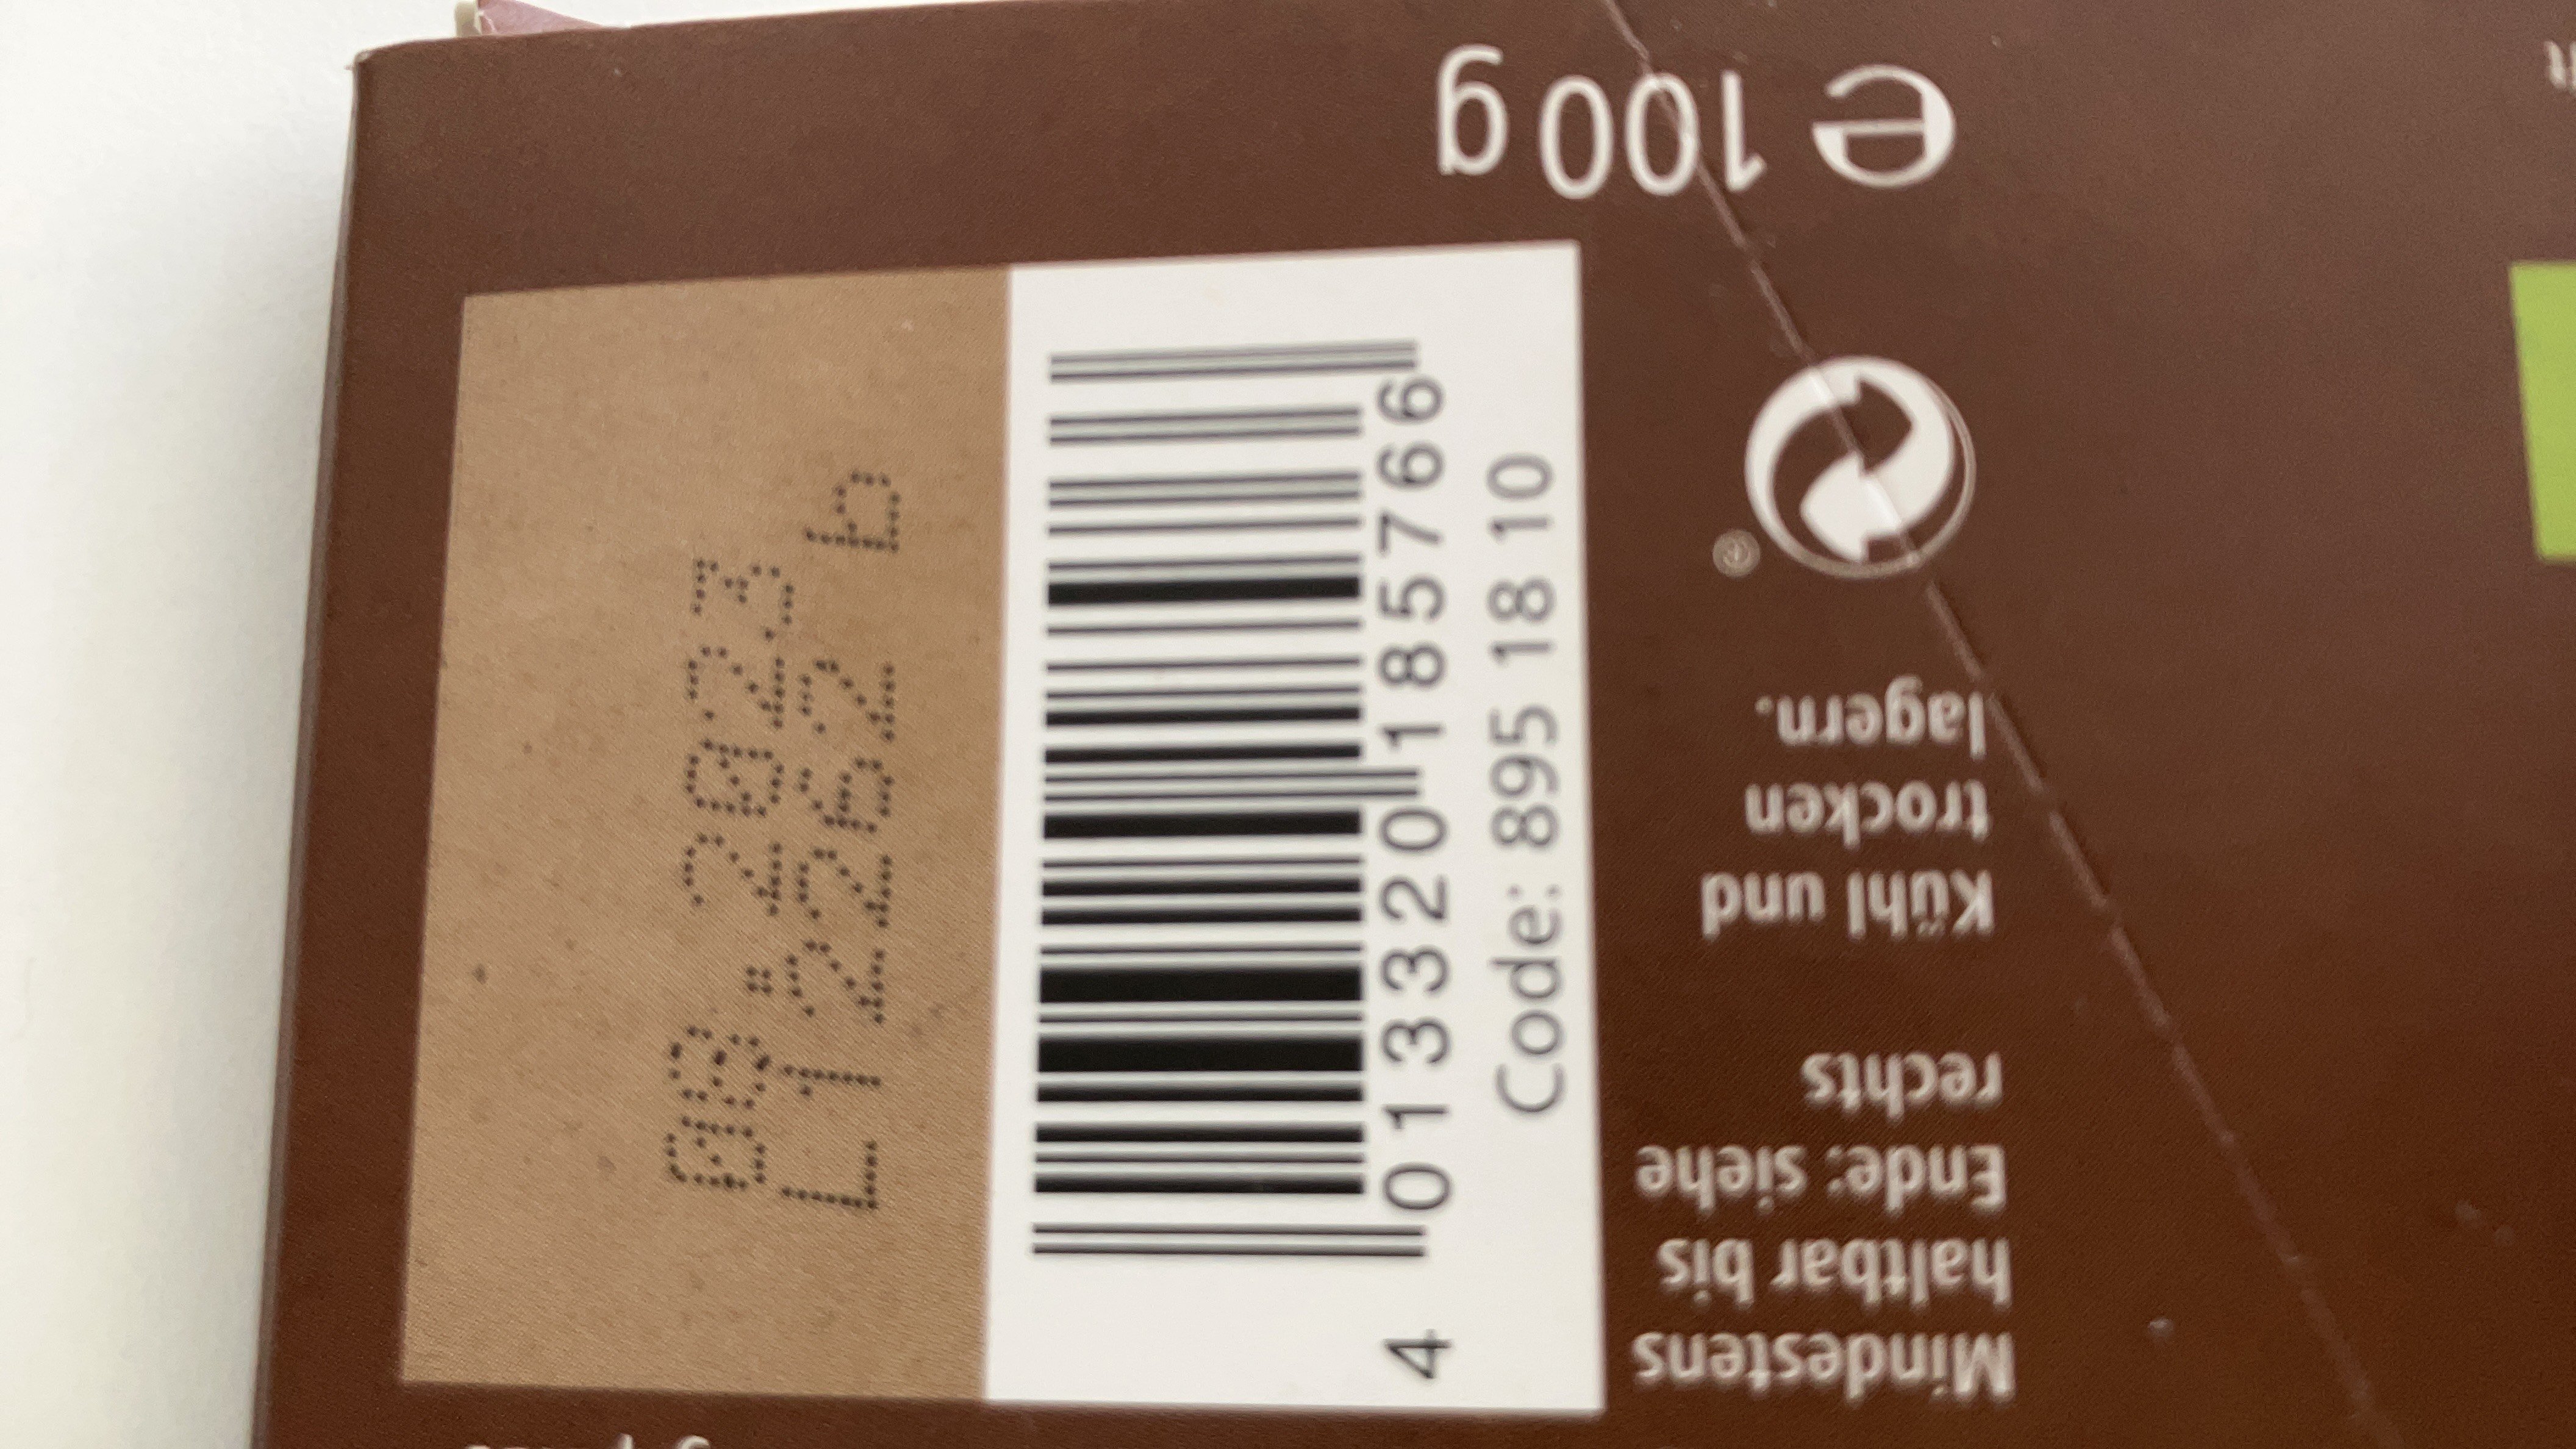 e 100 g
Mindestens
haltbar bis
Ende: siehe
rechts
Kühl und
trocken
lagern.
08.2023
L12262 b
4 013320 185766
Code: 895 18 10